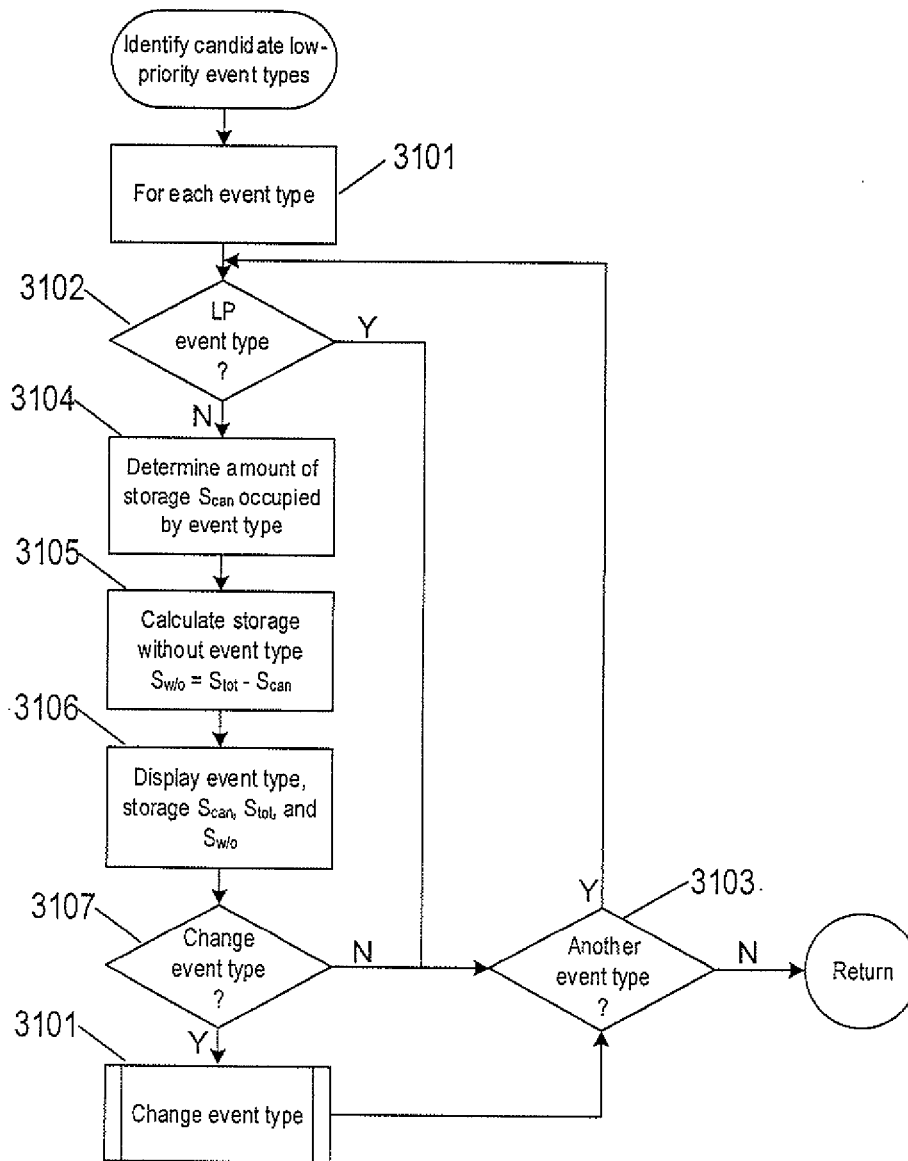 Identify candidate low-
priority event types
3101
For each event type
3102
LP
event type
?
Y
N
3104
Determine amount of
storage Scan occupied
by event type
3105
Calculate storage
without event type
Sw/o = Stot - Scan
3106
Display event type,
storage Scan, Stot, and
Sw/o
3107
Change
event type
?
N
Y
3103
Y
Another
event type
?
N
Return
3101
Change event type